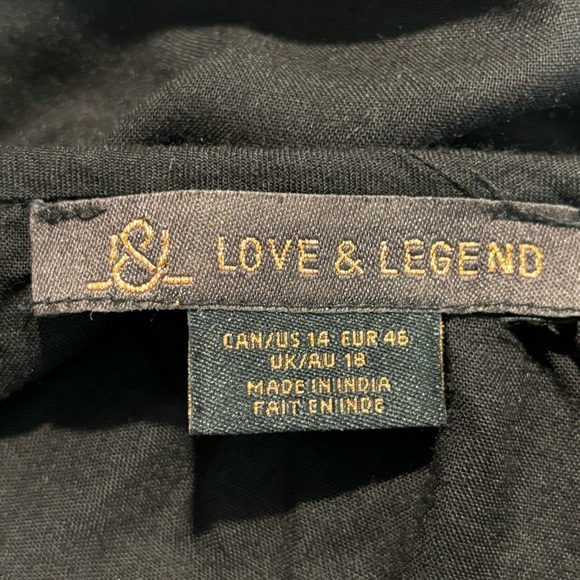 L&L LOVE & LEGEND
CAN/US 14 EUR 46
UK/AU 18
MADE IN INDIA
FAIT EN INDE